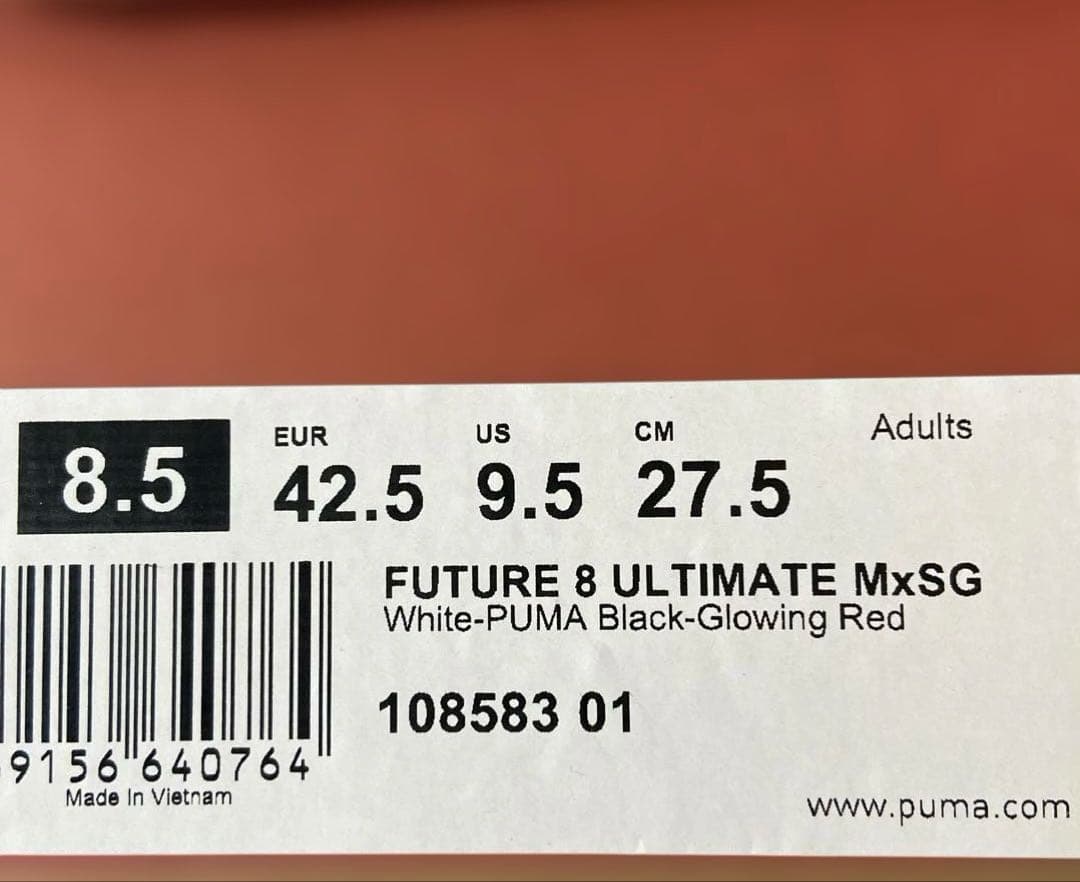 8.5
EUR US CM Adults
42.5 9.5 27.5
FUTURE 8 ULTIMATE MxSG
White-PUMA Black-Glowing Red
108583 01
9156 640764
Made In Vietnam
www.puma.com